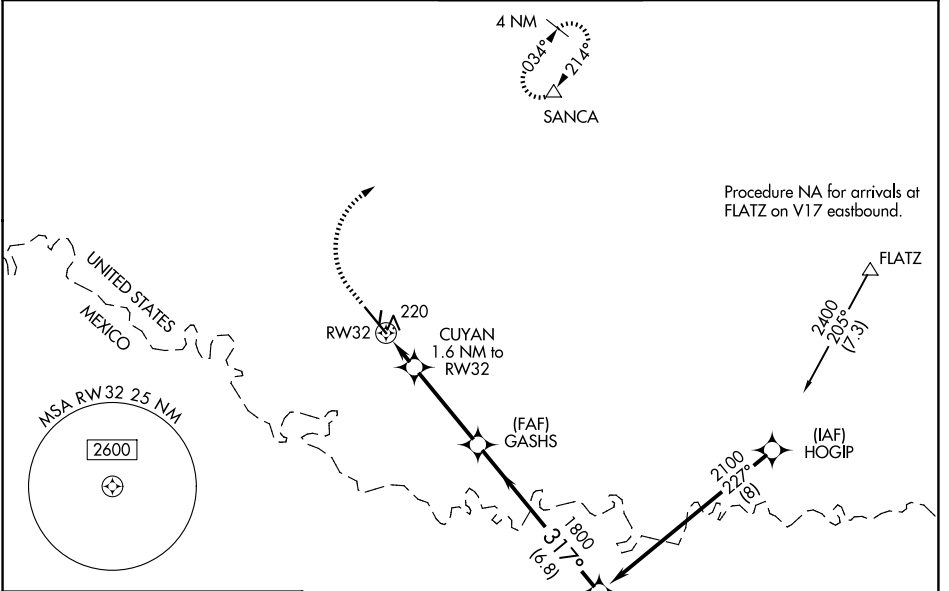 4 NM
034°
214°
SANCA
Procedure NA for arrivals at
FLATZ on V17 eastbound.
FLATZ
2400
205°
(7.3)
UNITED STATES
MEXICO
220
RW32
CUYAN
1.6 NM to
RW32
MSA RW32 25 NM
2600
(FAF)
GASHS
(IAF)
HOGIP
2100
227°
(8)
1800
317°
(6.8)